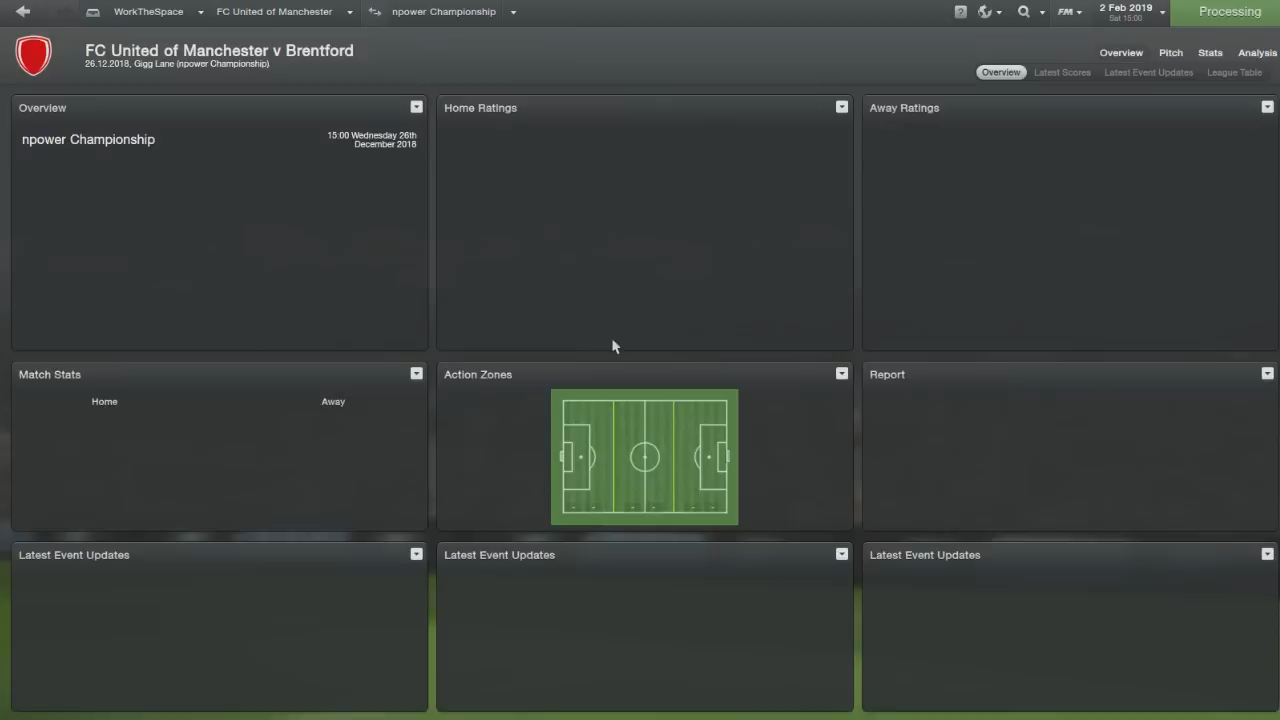 WorkTheSpace FC United of Manchester npower Championship ? FM 2 Feb 2019 Processing
Sat 15:00
FC United of Manchester v Brentford
26.12.2018, Gigg Lane (npower Championship)
Overview Pitch Stats Analysis
Overview Latest Scores Latest Event Updates League Table
Overview
npower Championship
15:00 Wednesday 26th
December 2018
Home Ratings
Away Ratings
Match Stats
Home Away
Action Zones
Report
Latest Event Updates
Latest Event Updates
Latest Event Updates